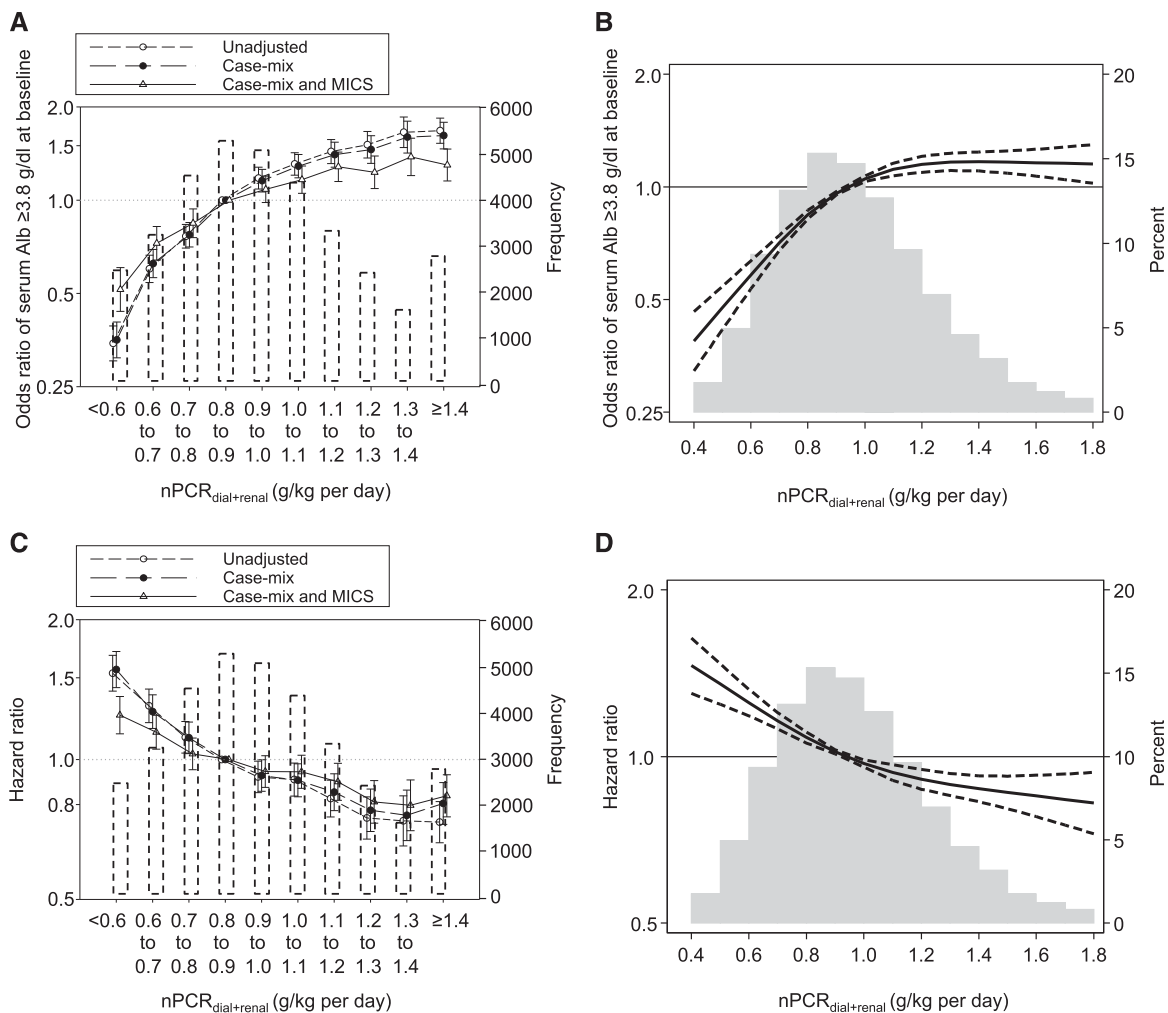 A
Unadjusted
Case-mix
Case-mix and MICS
Odds ratio of serum Alb ≥3.8 g/dl at baseline
2.0
1.5
1.0
0.5
0.25
6000
5000
4000
3000
2000
1000
0
Frequency
<0.6 0.6 0.7 0.8 0.9 1.0 1.1 1.2 1.3 ≥1.4
to to to to to to to to
0.7 0.8 0.9 1.0 1.1 1.2 1.3 1.4
nPCRdial+renal (g/kg per day)
B
Odds ratio of serum Alb ≥3.8 g/dl at baseline
2.0
1.0
0.5
0.25
20
15
10
5
0
Percent
0.4 0.6 0.8 1.0 1.2 1.4 1.6 1.8
nPCRdial+renal (g/kg per day)
C
Unadjusted
Case-mix
Case-mix and MICS
Hazard ratio
2.0
1.5
1.0
0.8
0.5
6000
5000
4000
3000
2000
1000
0
Frequency
<0.6 0.6 0.7 0.8 0.9 1.0 1.1 1.2 1.3 ≥1.4
to to to to to to to to
0.7 0.8 0.9 1.0 1.1 1.2 1.3 1.4
nPCRdial+renal (g/kg per day)
D
Hazard ratio
2.0
1.0
0.5
20
15
10
5
0
Percent
0.4 0.6 0.8 1.0 1.2 1.4 1.6 1.8
nPCRdial+renal (g/kg per day)